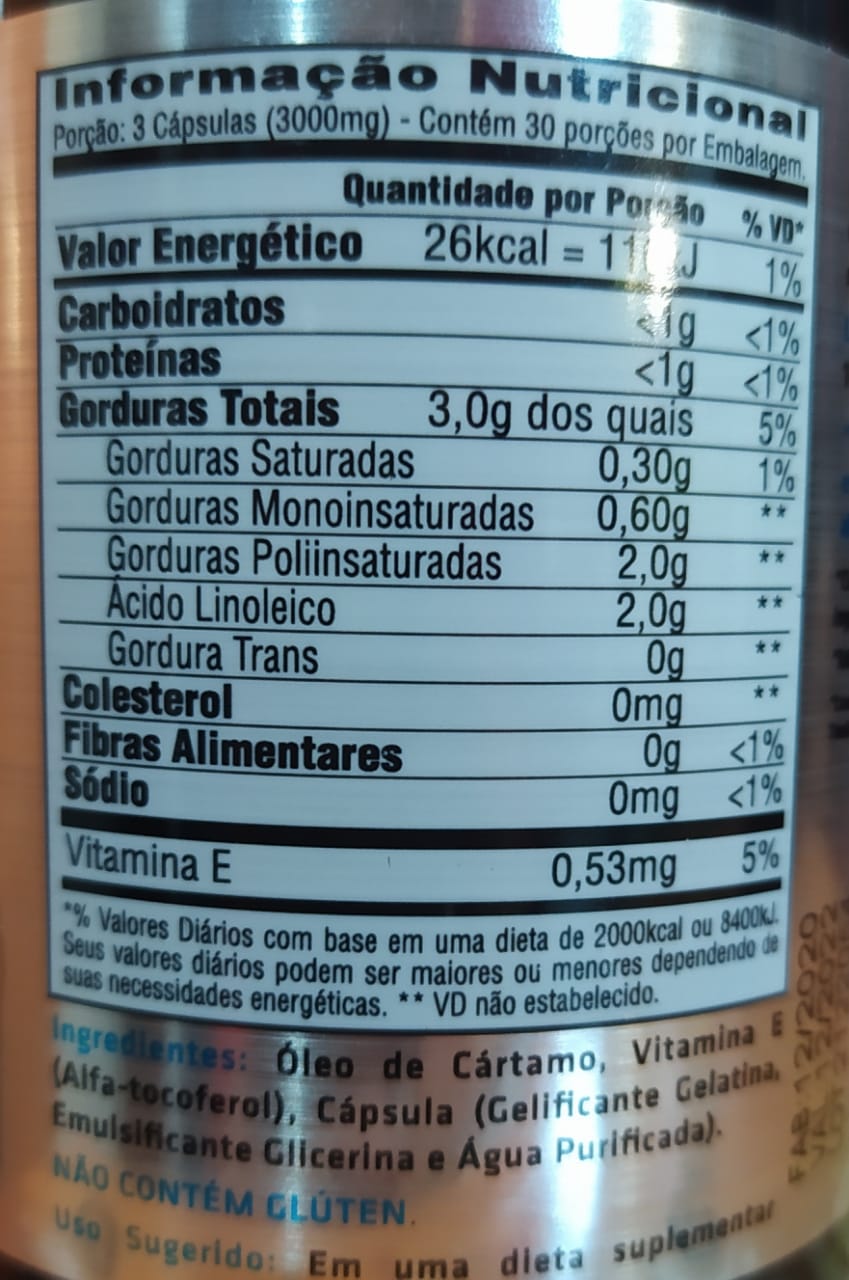 Informação Nutricional
Porção: 3 Cápsulas (3000mg) - Contém 30 porções por Embalagem.
Quantidade por Porção % VD*
Valor Energético 26kcal = 1%
Carboidratos <1g <1%
Proteínas <1g <1%
Gorduras Totais 3,0g dos quais 5%
Gorduras Saturadas 0,30g 1%
Gorduras Monoinsaturadas 0,60g **
Gorduras Poliinsaturadas 2,0g **
Ácido Linoleico 2,0g **
Gordura Trans 0g **
Colesterol 0mg **
Fibras Alimentares 0g <1%
Sódio 0mg <1%
Vitamina E 0,53mg 5%
*% Valores Diários com base em uma dieta de 2000kcal ou 8400kJ.
Seus valores diários podem ser maiores ou menores dependendo de
suas necessidades energéticas. ** VD não estabelecido.
Ingredientes: Óleo de Cártamo, Vitamina E
(Alfa-tocoferol), Cápsula (Gelificante Gelatina,
Emulsificante Glicerina e Água Purificada).
NÃO CONTÉM GLÚTEN.
Uso Sugerido: Em uma dieta suplementar
FAB 12/2020